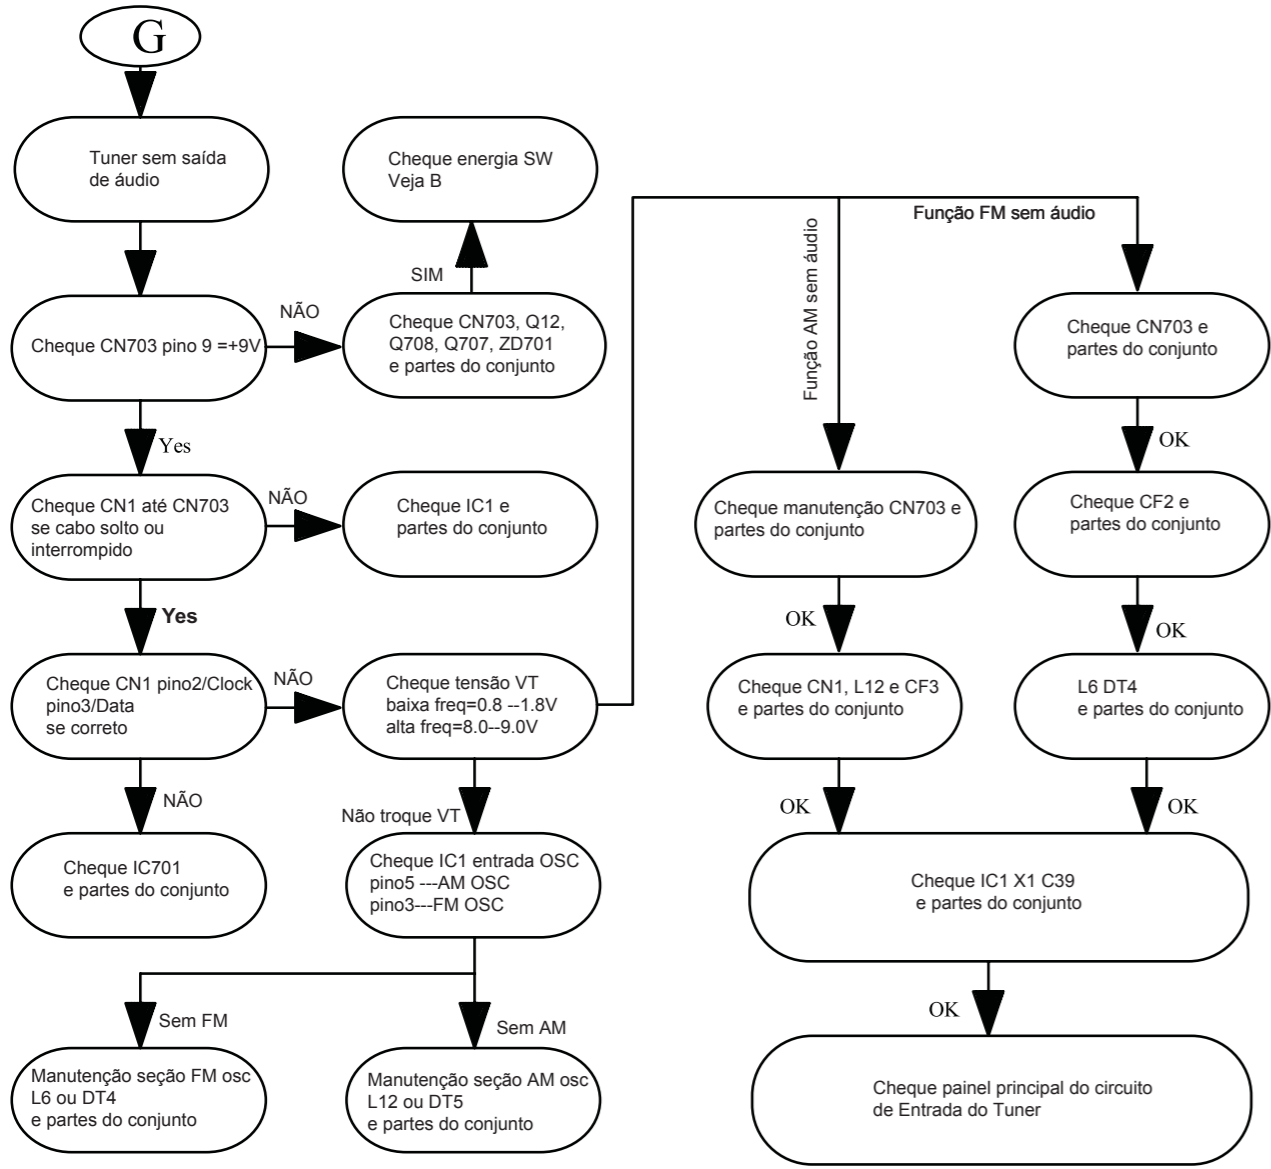 G
Tuner sem saída
de áudio
Cheque energia SW
Veja B
SIM
Cheque CN703 pino 9 =+9V
NÃO
Cheque CN703, Q12,
Q708, Q707, ZD701
e partes do conjunto
Yes
Cheque CN1 até CN703
se cabo solto ou
interrompido
NÃO
Cheque IC1 e
partes do conjunto
Yes
Cheque CN1 pino2/Clock
pino3/Data
se correto
NÃO
Cheque tensão VT
baixa freq=0.8 --1.8V
alta freq=8.0--9.0V
NÃO
Cheque IC701
e partes do conjunto
Não troque VT
Cheque IC1 entrada OSC
pino5 ---AM OSC
pino3---FM OSC
Sem FM
Manutenção seção FM osc
L6 ou DT4
e partes do conjunto
Sem AM
Manutenção seção AM osc
L12 ou DT5
e partes do conjunto
Função AM sem áudio
Cheque manutenção CN703 e
partes do conjunto
OK
Cheque CN1, L12 e CF3
e partes do conjunto
OK
Função FM sem áudio
Cheque CN703 e
partes do conjunto
OK
Cheque CF2 e
partes do conjunto
OK
L6 DT4
e partes do conjunto
OK
Cheque IC1 X1 C39
e partes do conjunto
OK
Cheque painel principal do circuito
de Entrada do Tuner